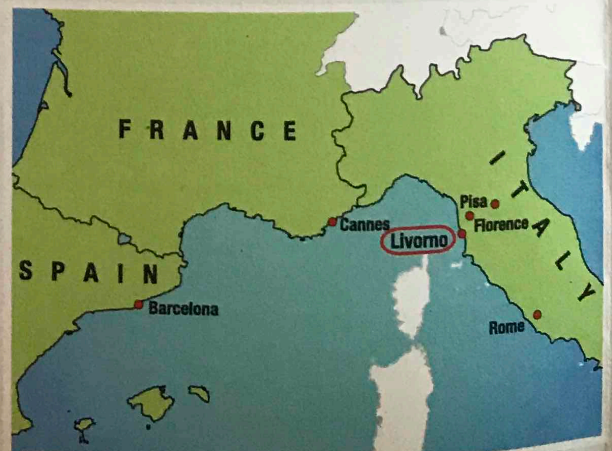 FRANCE
ITALY
Pisa
Florence
Cannes
Livorno
SPAIN
Barcelona
Rome